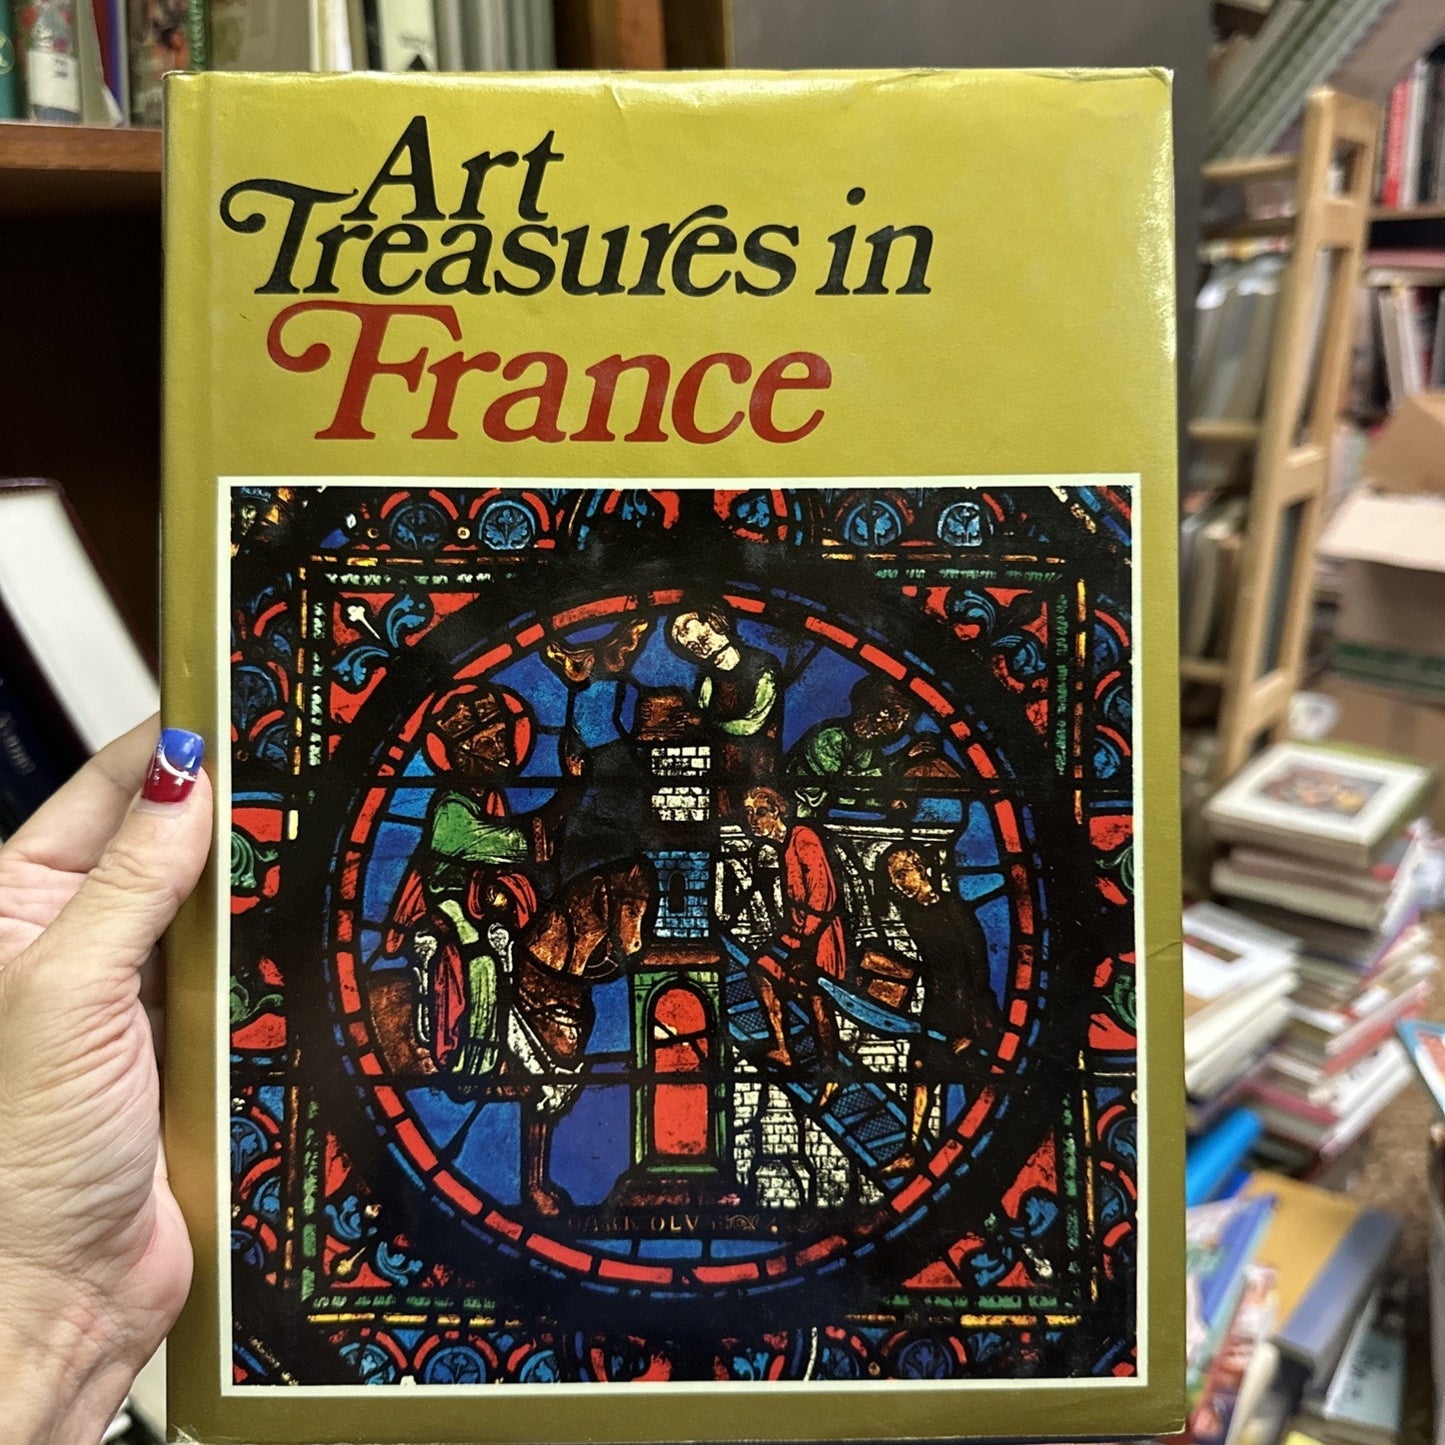 Art
Treasures in
France